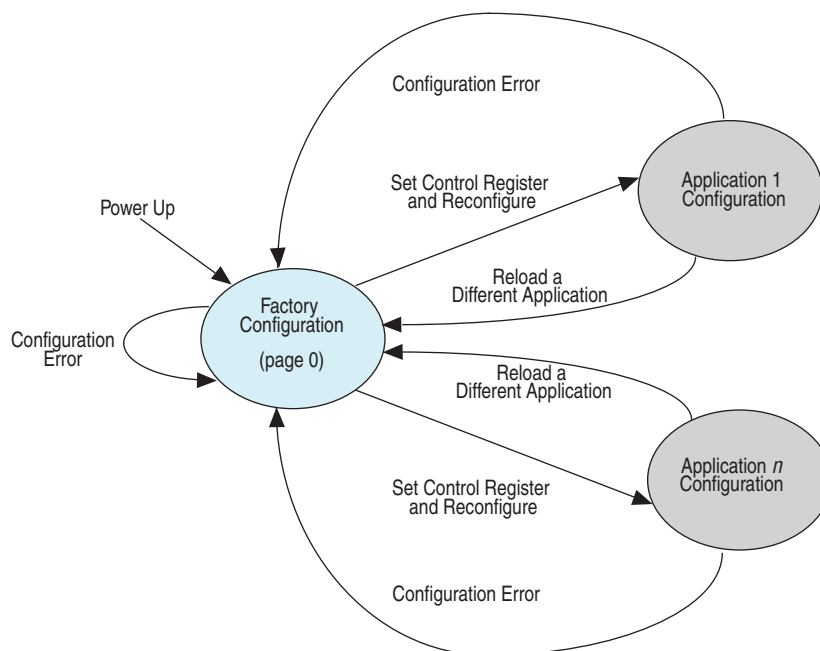 Configuration Error
Set Control Register
and Reconfigure
Application 1
Configuration
Power Up
Reload a
Different Application
Factory
Configuration
(page 0)
Configuration
Error
Reload a
Different Application
Application n
Configuration
Set Control Register
and Reconfigure
Configuration Error